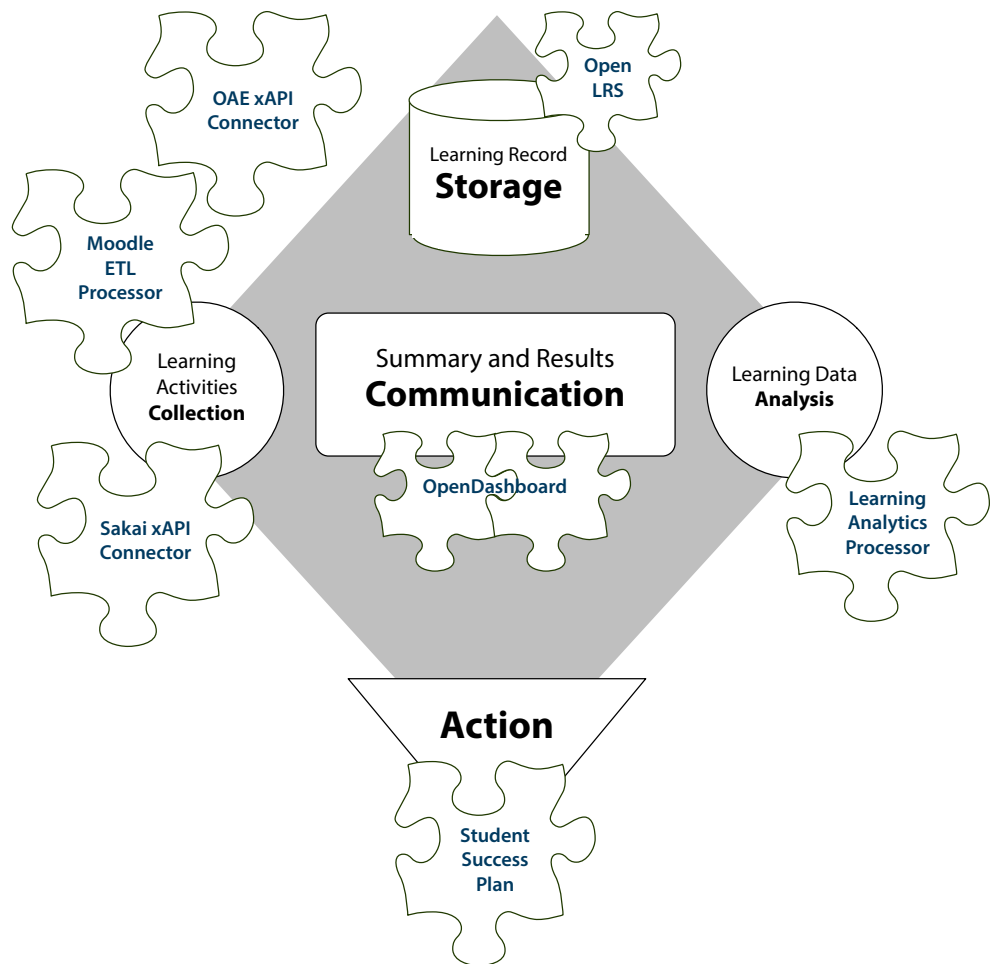 OAE xAPI
Connector
Open
LRS
Learning Record
Storage
Moodle
ETL
Processor
Learning
Activities
Collection
Summary and Results
Communication
Learning Data
Analysis
Sakai xAPI
Connector
OpenDashboard
Learning
Analytics
Processor
Action
Student
Success
Plan